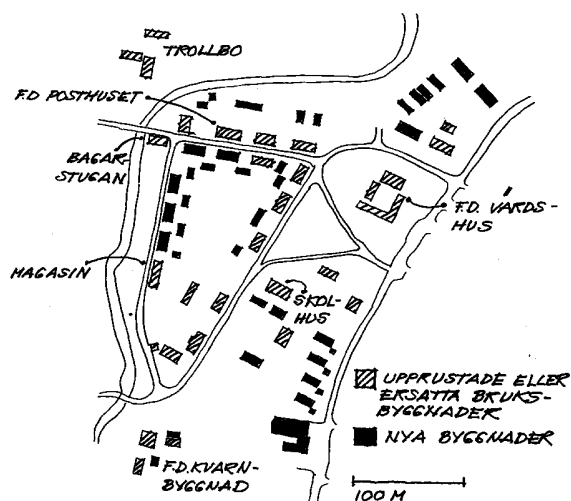 TROLLBO
F.D POSTHUSET
BAGAR-
STUGAN
F.D. VÄRDS-
HUS
MAGASIN
SKOL-
HUS
UPPRUSTADE ELLER
ERSATTA BRUKS-
BYGGNADER
NYA BYGGNADER
F.D. KVARN-
BYGGNAD
100 M